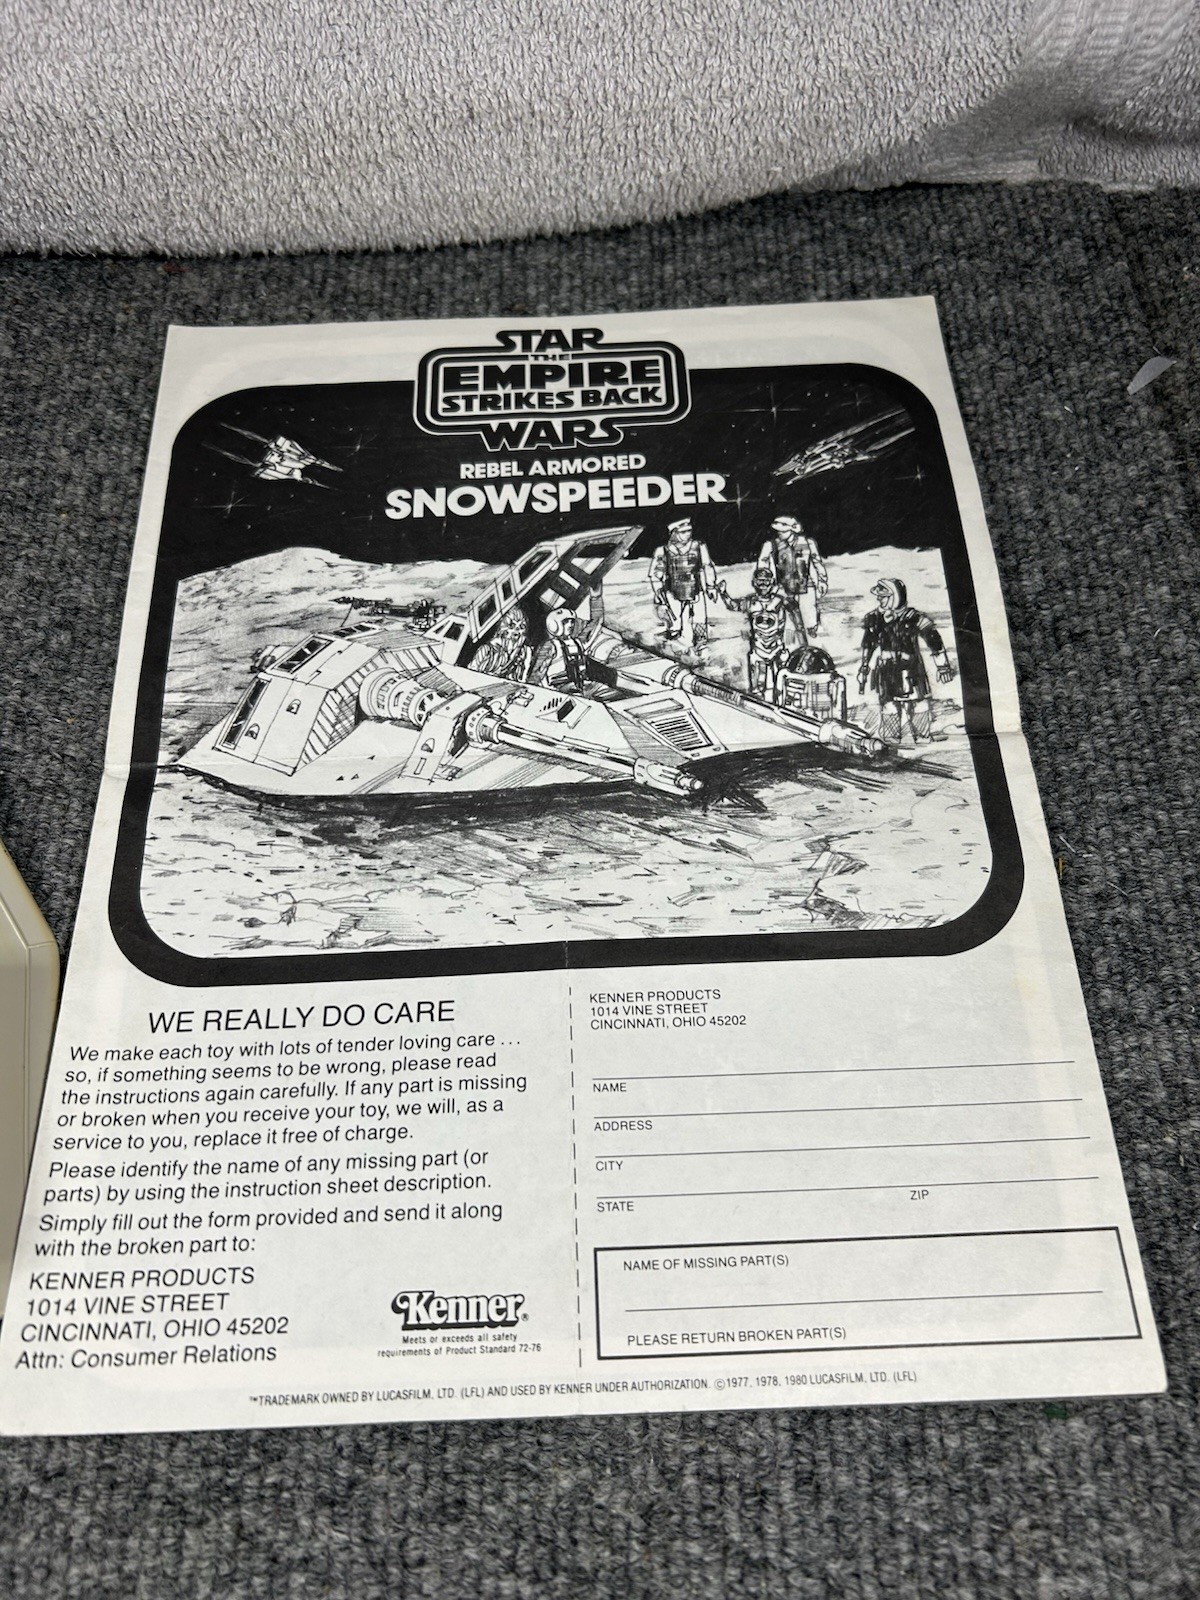 STAR
THE
EMPIRE
STRIKES BACK
WARS™
REBEL ARMORED
SNOWSPEEDER
WE REALLY DO CARE
We make each toy with lots of tender loving care ...
so, if something seems to be wrong, please read
the instructions again carefully. If any part is missing
or broken when you receive your toy, we will, as a
service to you, replace it free of charge.
Please identify the name of any missing part (or
parts) by using the instruction sheet description.
Simply fill out the form provided and send it along
with the broken part to:
KENNER PRODUCTS
1014 VINE STREET
CINCINNATI, OHIO 45202
Attn: Consumer Relations
Kenner®
Meets or exceeds all safety
requirements of Product Standard 72-76
KENNER PRODUCTS
1014 VINE STREET
CINCINNATI, OHIO 45202
NAME
ADDRESS
CITY
STATE ZIP
NAME OF MISSING PART(S)
PLEASE RETURN BROKEN PART(S)
™TRADEMARK OWNED BY LUCASFILM, LTD. (LFL) AND USED BY KENNER UNDER AUTHORIZATION. ©1977, 1978, 1980 LUCASFILM, LTD. (LFL)